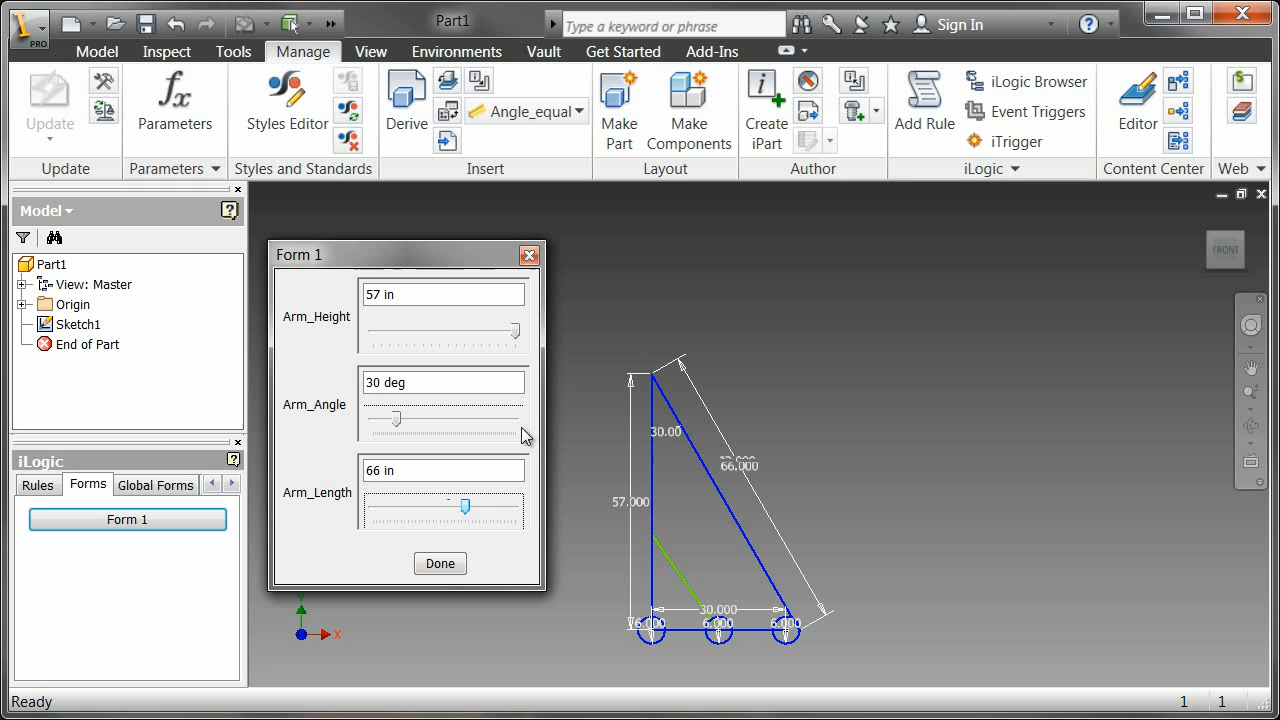 Part1
Type a keyword or phrase
Sign In
PRO
Model Inspect Tools Manage View Environments Vault Get Started Add-Ins
Update
fx
Parameters
Styles Editor
Derive
Angle_equal
Make Part
Make Components
Create iPart
Add Rule
iLogic Browser
Event Triggers
iTrigger
Editor
Update Parameters Styles and Standards Insert Layout Author iLogic Content Center Web
Model
Part1
View: Master
Origin
Sketch1
End of Part
iLogic
Rules Forms Global Forms
Form 1
Form 1
Arm_Height
57 in
Arm_Angle
30 deg
Arm_Length
66 in
Done
FRONT
30.00
66.000
57.000
30.000
6.000 6.000 6.000
X
Y
Ready
1 1